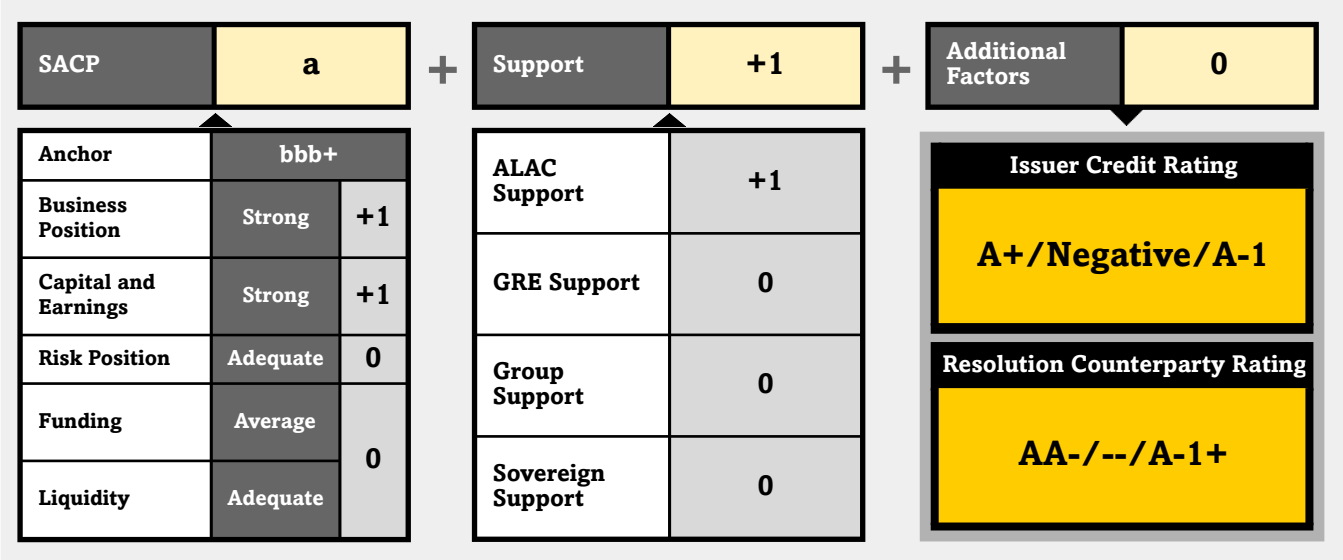 SACP a + Support +1 + Additional Factors 0
Anchor bbb+
Business Position Strong +1
Capital and Earnings Strong +1
Risk Position Adequate 0
Funding Average 0
Liquidity Adequate
ALAC Support +1
GRE Support 0
Group Support 0
Sovereign Support 0
Issuer Credit Rating
A+/Negative/A-1
Resolution Counterparty Rating
AA-/--/A-1+